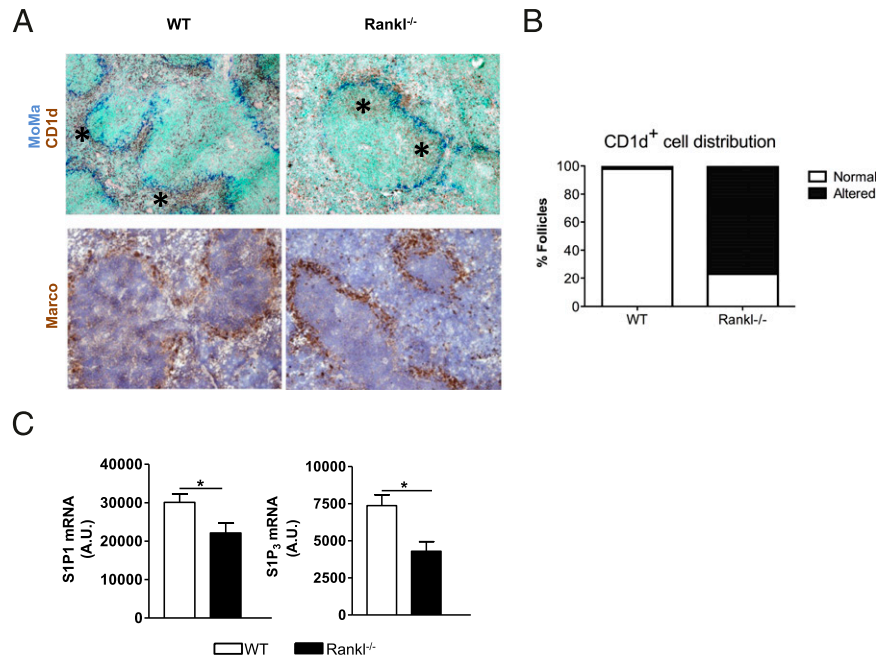 A
WT
Rankl-/-
B
MoMa
CD1d
*
*
*
*
CD1d+ cell distribution
100
80
60
40
20
0
% Follicles
Normal
Altered
WT
Rankl-/-
Marco
C
S1P1 mRNA
(A.U.)
40000
30000
20000
10000
0
*
S1P3 mRNA
(A.U.)
10000
7500
5000
2500
0
*
WT
Rankl-/-